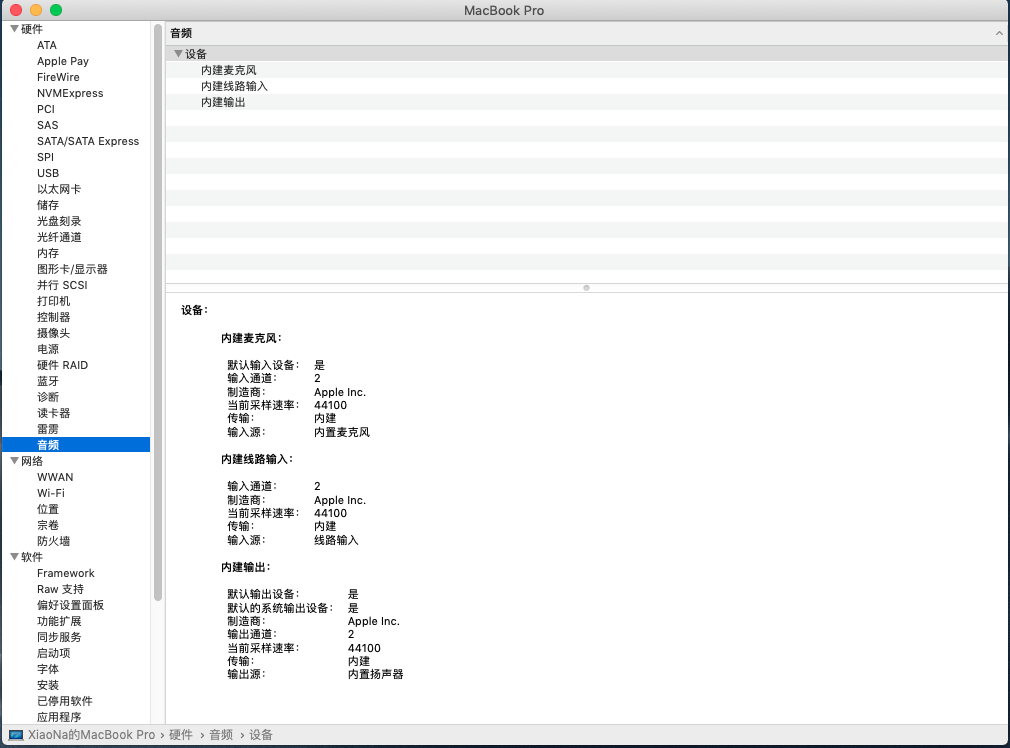 MacBook Pro
硬件
ATA
Apple Pay
FireWire
NVMExpress
PCI
SAS
SATA/SATA Express
SPI
USB
以太网卡
储存
光盘刻录
光纤通道
内存
图形卡/显示器
并行 SCSI
打印机
控制器
摄像头
电源
硬件 RAID
蓝牙
诊断
读卡器
雷雳
音频
网络
WWAN
Wi-Fi
位置
宗卷
防火墙
软件
Framework
Raw 支持
偏好设置面板
功能扩展
同步服务
启动项
字体
安装
已停用软件
应用程序
音频
设备
内建麦克风
内建线路输入
内建输出
设备：
内建麦克风：
默认输入设备： 是
输入通道： 2
制造商： Apple Inc.
当前采样速率： 44100
传输： 内建
输入源： 内置麦克风
内建线路输入：
输入通道： 2
制造商： Apple Inc.
当前采样速率： 44100
传输： 内建
输入源： 线路输入
内建输出：
默认输出设备： 是
默认的系统输出设备： 是
制造商： Apple Inc.
输出通道： 2
当前采样速率： 44100
传输： 内建
输出源： 内置扬声器
XiaoNa的MacBook Pro › 硬件 › 音频 › 设备